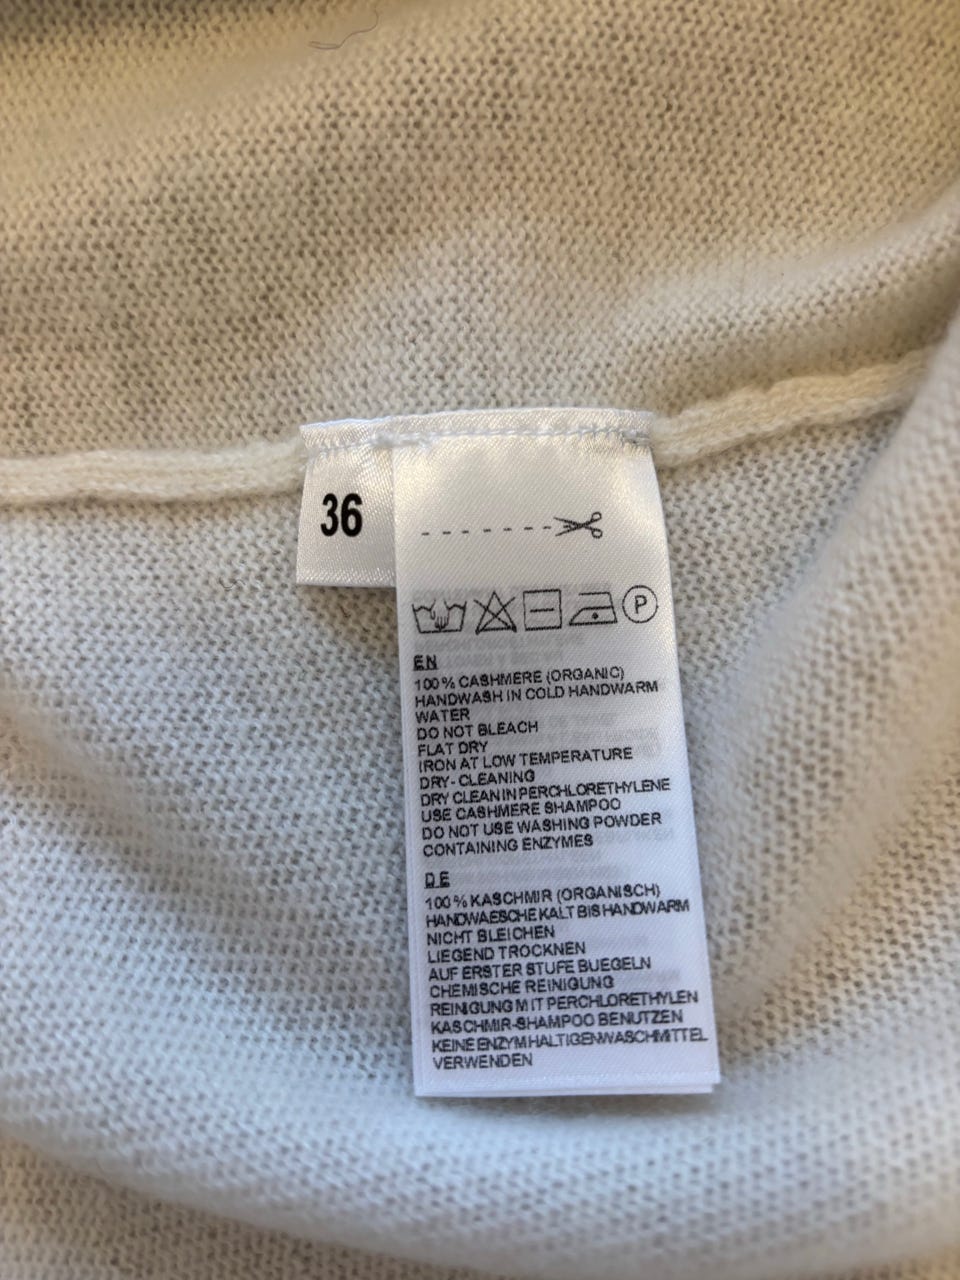 36
P
EN
100 % CASHMERE (ORGANIC)
HANDWASH IN COLD HANDWARM
WATER
DO NOT BLEACH
FLAT DRY
IRON AT LOW TEMPERATURE
DRY-CLEANING
DRY CLEAN IN PERCHLORETHYLENE
USE CASHMERE SHAMPOO
DO NOT USE WASHING POWDER
CONTAINING ENZYMES
DE
100 % KASCHMIR (ORGANISCH)
HANDWAESCHE KALT BIS HANDWARM
NICHT BLEICHEN
LIEGEND TROCKNEN
AUF ERSTER STUFE BUEGELN
CHEMISCHE REINIGUNG
REINIGUNG MIT PERCHLORETHYLEN
KASCHMIR-SHAMPOO BENUTZEN
KEINE ENZYMHALTIGEN WASCHMITTEL
VERWENDEN